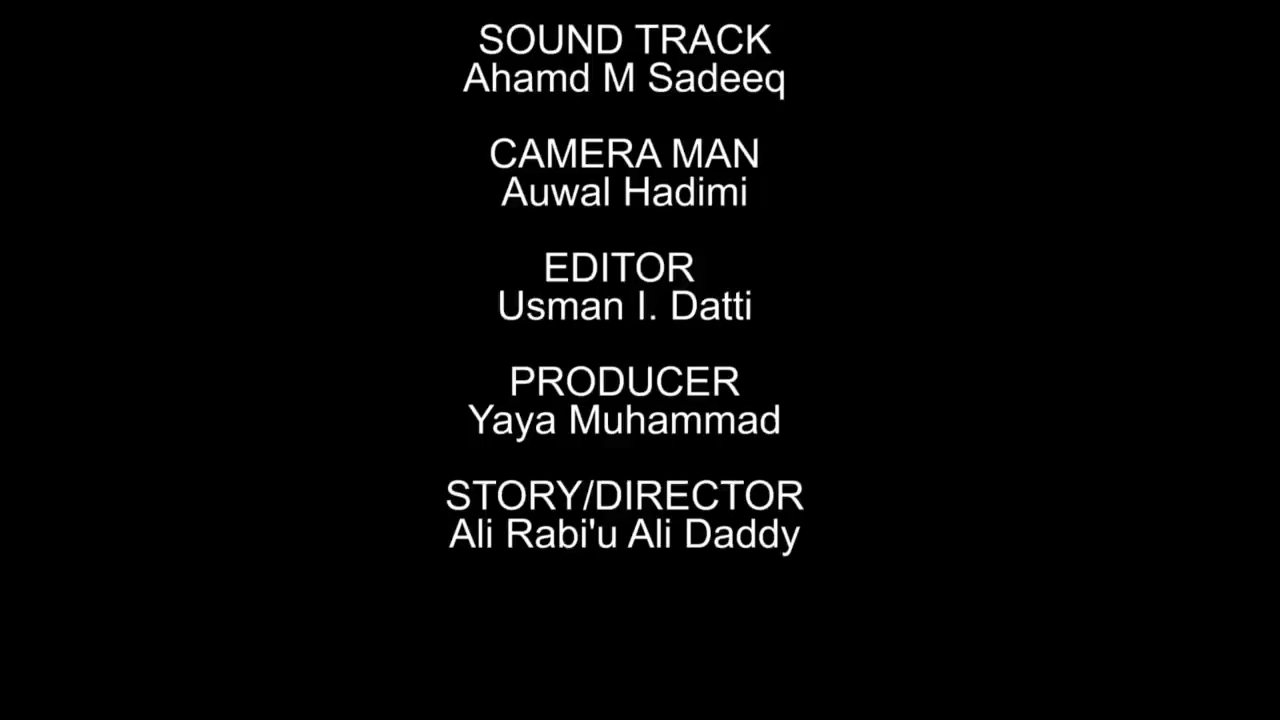 SOUND TRACK
Ahamd M Sadeeq
CAMERA MAN
Auwal Hadimi
EDITOR
Usman I. Datti
PRODUCER
Yaya Muhammad
STORY/DIRECTOR
Ali Rabi'u Ali Daddy